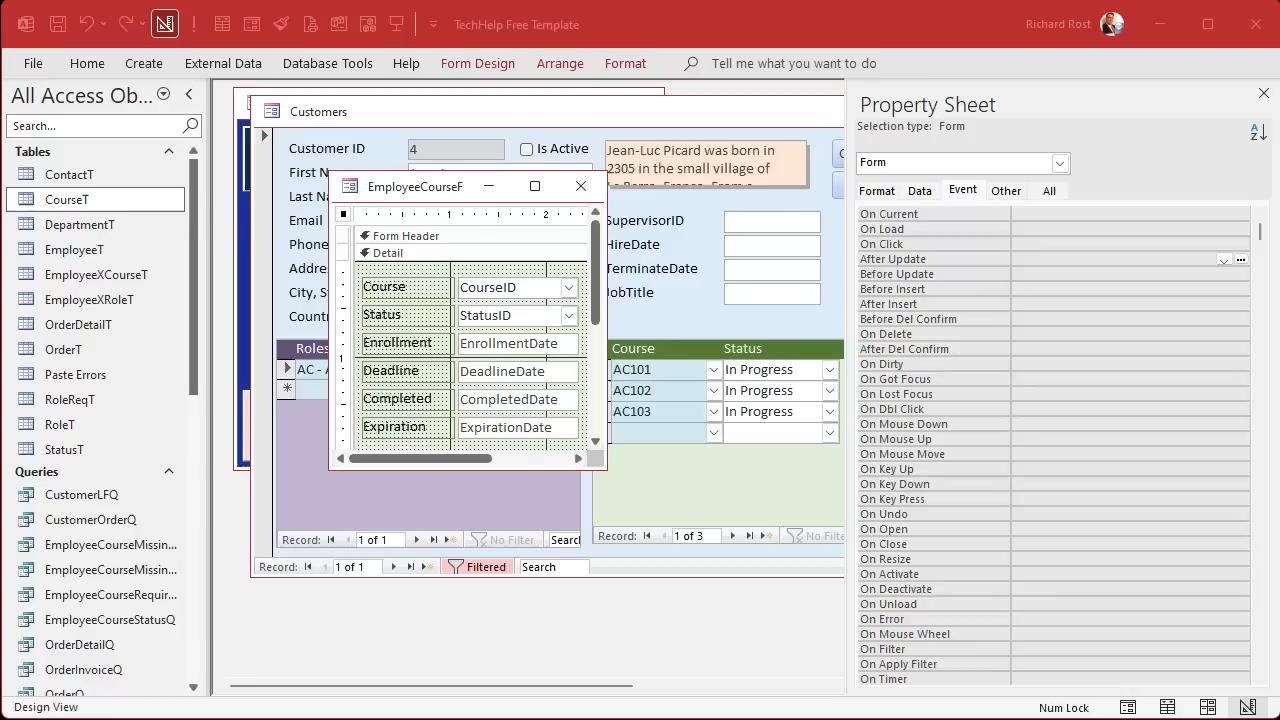 TechHelp Free Template
Richard Rost
File
Home
Create
External Data
Database Tools
Help
Form Design
Arrange
Format
Tell me what you want to do
All Access Ob...
Search...
Tables
ContactT
CourseT
DepartmentT
EmployeeT
EmployeeXCourseT
EmployeeXRoleT
OrderDetailT
OrderT
Paste Errors
RoleReqT
RoleT
StatusT
Queries
CustomerLFQ
CustomerOrderQ
EmployeeCourseMissin...
EmployeeCourseMissin...
EmployeeCourseRequir...
EmployeeCourseStatusQ
OrderDetailQ
OrderInvoiceQ
OrderQ
Customers
Customer ID
4
Is Active
Jean-Luc Picard was born in
2305 in the small village of
First N
Last Na
Email
Phone
Addre
City, S
Countr
SupervisorID
HireDate
TerminateDate
JobTitle
EmployeeCourseF
1
2
Form Header
Detail
Course
CourseID
Status
StatusID
Enrollment
EnrollmentDate
1
Deadline
DeadlineDate
Completed
CompletedDate
Expiration
ExpirationDate
Roles
AC - A
Course
Status
AC101
In Progress
AC102
In Progress
AC103
In Progress
Record:
1 of 1
No Filter
Searc
Record:
1 of 3
No Filte
Record:
1 of 1
Filtered
Search
Property Sheet
Selection type: Form
Form
Format
Data
Event
Other
All
On Current
On Load
On Click
After Update
Before Update
Before Insert
After Insert
Before Del Confirm
On Delete
After Del Confirm
On Dirty
On Got Focus
On Lost Focus
On Dbl Click
On Mouse Down
On Mouse Up
On Mouse Move
On Key Up
On Key Down
On Key Press
On Undo
On Open
On Close
On Resize
On Activate
On Deactivate
On Unload
On Error
On Mouse Wheel
On Filter
On Apply Filter
On Timer
Design View
Num Lock